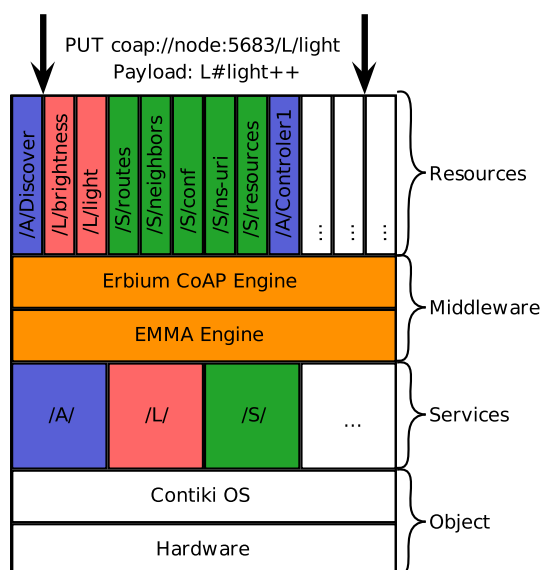 PUT coap://node:5683/L/light
Payload: L#light++
/A/Discover
/L/brightness
/L/light
/S/routes
/S/neighbors
/S/conf
/S/ns-uri
/S/resources
/A/Controler1
...
...
...
Resources
Erbium CoAP Engine
EMMA Engine
Middleware
/A/
/L/
/S/
...
Services
Contiki OS
Hardware
Object